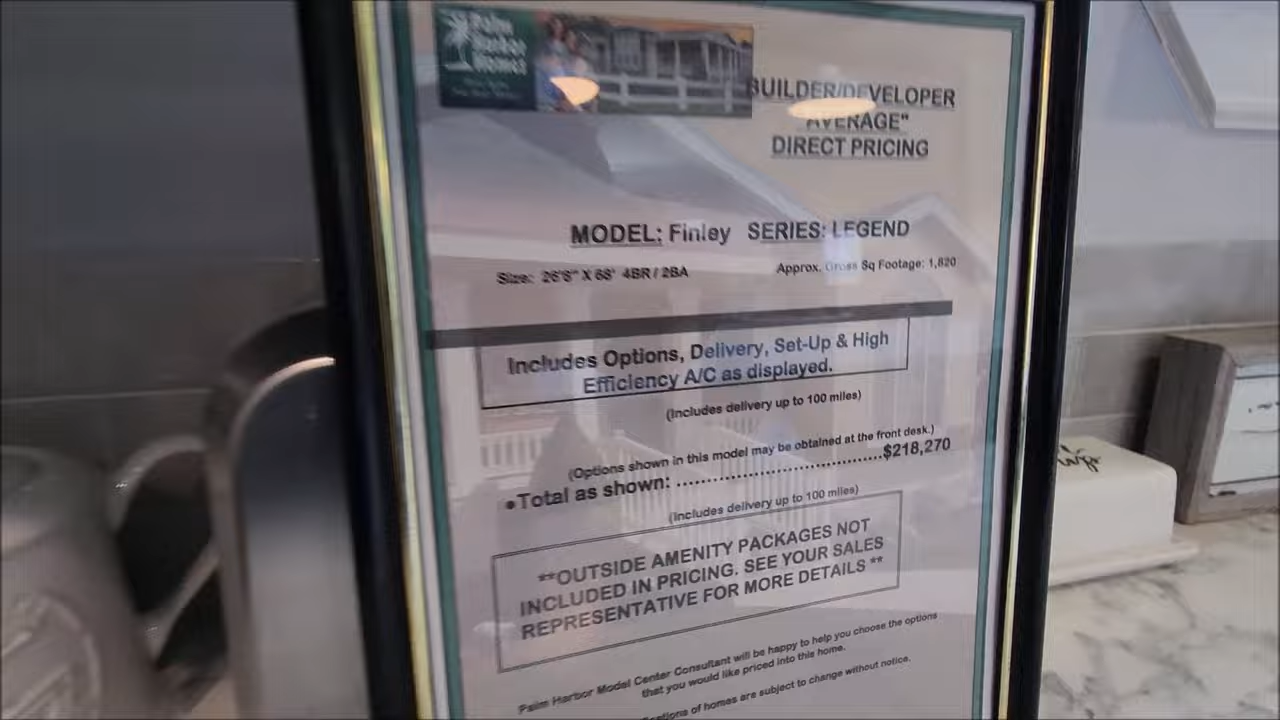 Palm
Harbor
Homes
BUILDER/DEVELOPER
"AVERAGE"
DIRECT PRICING
MODEL: Finley SERIES: LEGEND
Size: 26'8" X 68' 4BR / 2BA
Approx. Gross Sq Footage: 1,820
Includes Options, Delivery, Set-Up & High
Efficiency A/C as displayed.
(Includes delivery up to 100 miles)
(Options shown in this model may be obtained at the front desk.)
•Total as shown: ....................................$218,270
(Includes delivery up to 100 miles)
**OUTSIDE AMENITY PACKAGES NOT
INCLUDED IN PRICING. SEE YOUR SALES
REPRESENTATIVE FOR MORE DETAILS **
Palm Harbor Model Center Consultant will be happy to help you choose the options
that you would like priced into this home.
of homes are subject to change without notice.